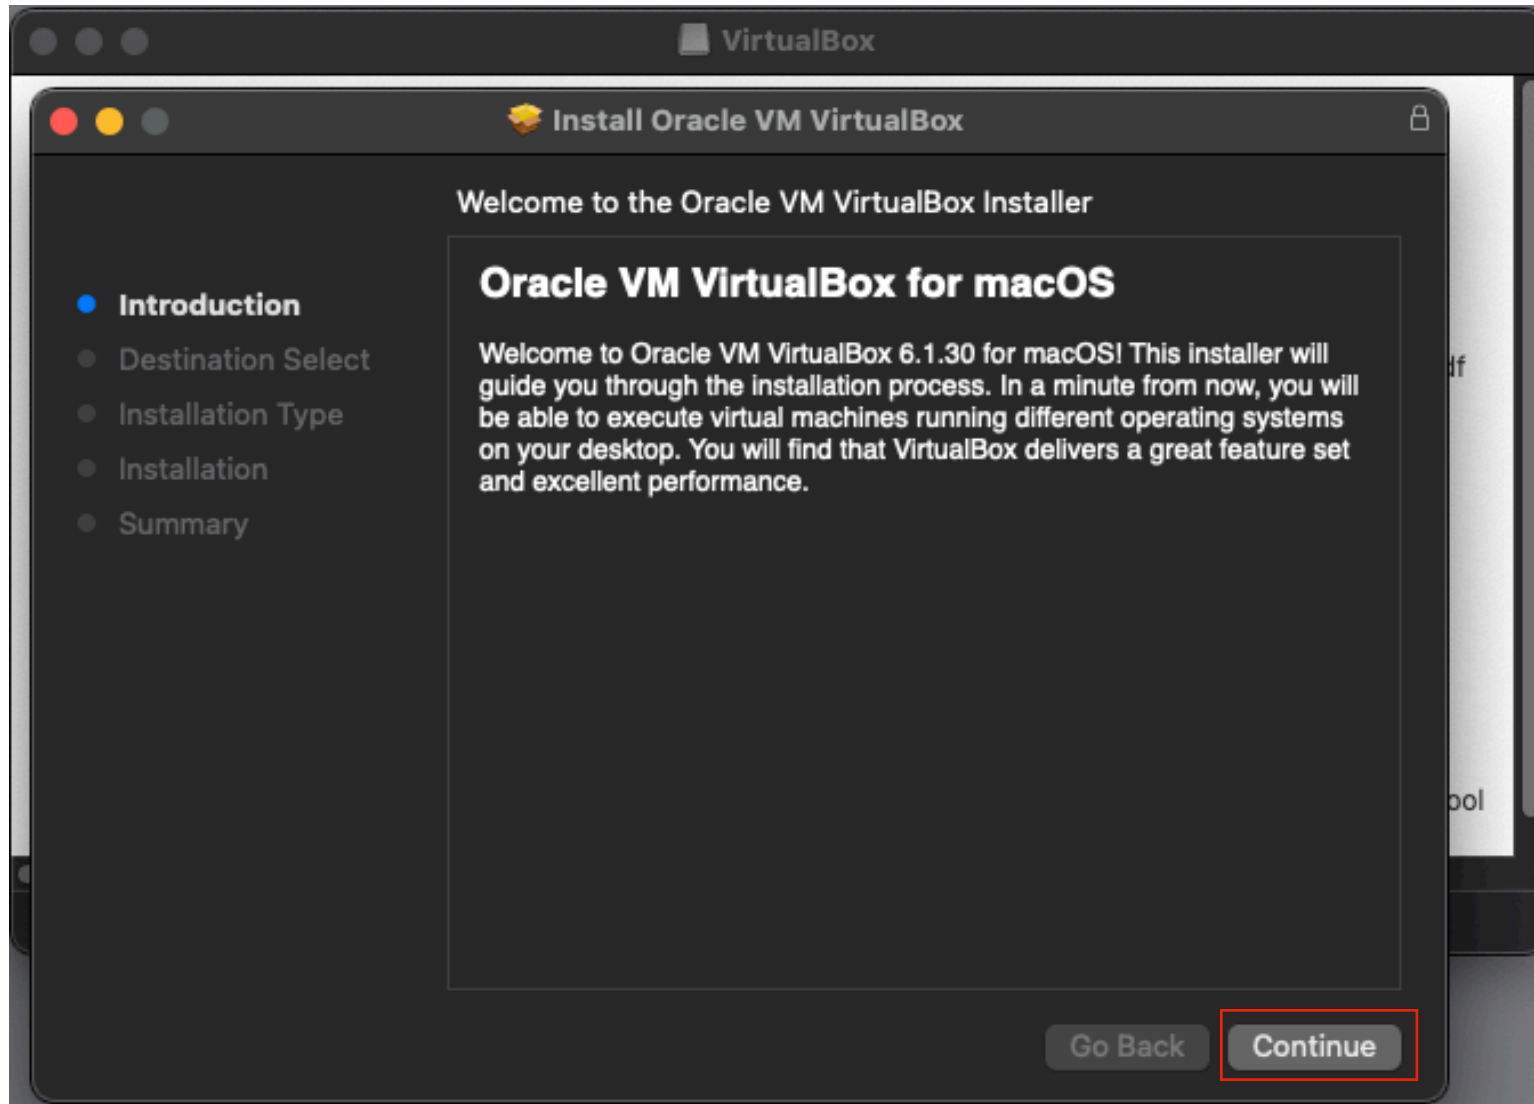 VirtualBox
Install Oracle VM VirtualBox
Welcome to the Oracle VM VirtualBox Installer
Introduction
Destination Select
Installation Type
Installation
Summary
Oracle VM VirtualBox for macOS
Welcome to Oracle VM VirtualBox 6.1.30 for macOS! This installer will
guide you through the installation process. In a minute from now, you will
be able to execute virtual machines running different operating systems
on your desktop. You will find that VirtualBox delivers a great feature set
and excellent performance.
Go Back
Continue